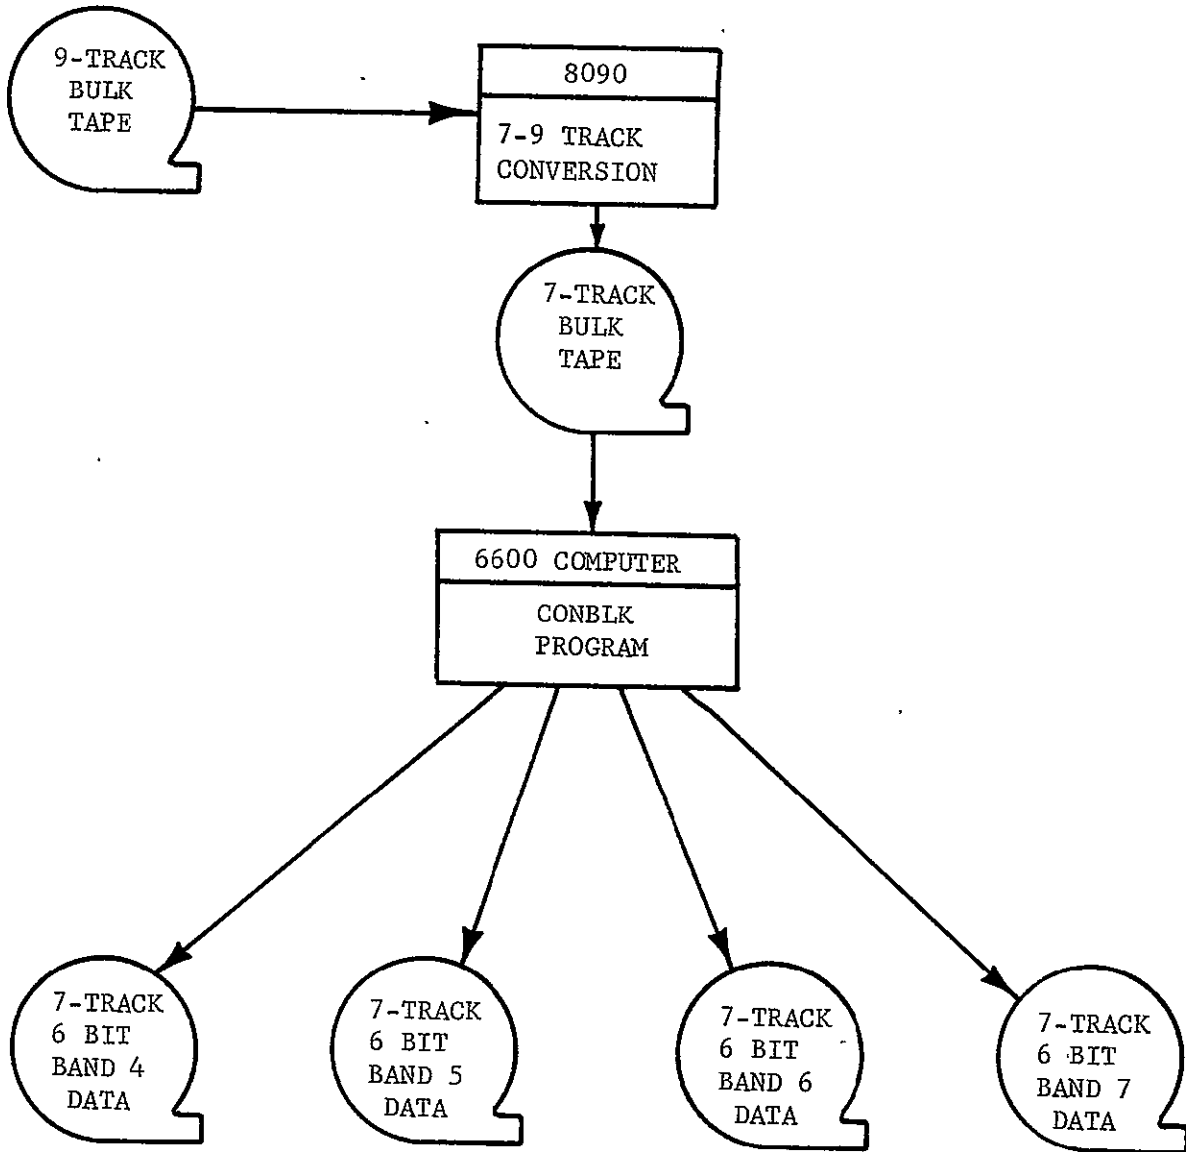 9-TRACK
BULK
TAPE
8090
7-9 TRACK
CONVERSION
7-TRACK
BULK
TAPE
6600 COMPUTER
CONBLK
PROGRAM
7-TRACK
6 BIT
BAND 4
DATA
7-TRACK
6 BIT
BAND 5
DATA
7-TRACK
6 BIT
BAND 6
DATA
7-TRACK
6 BIT
BAND 7
DATA